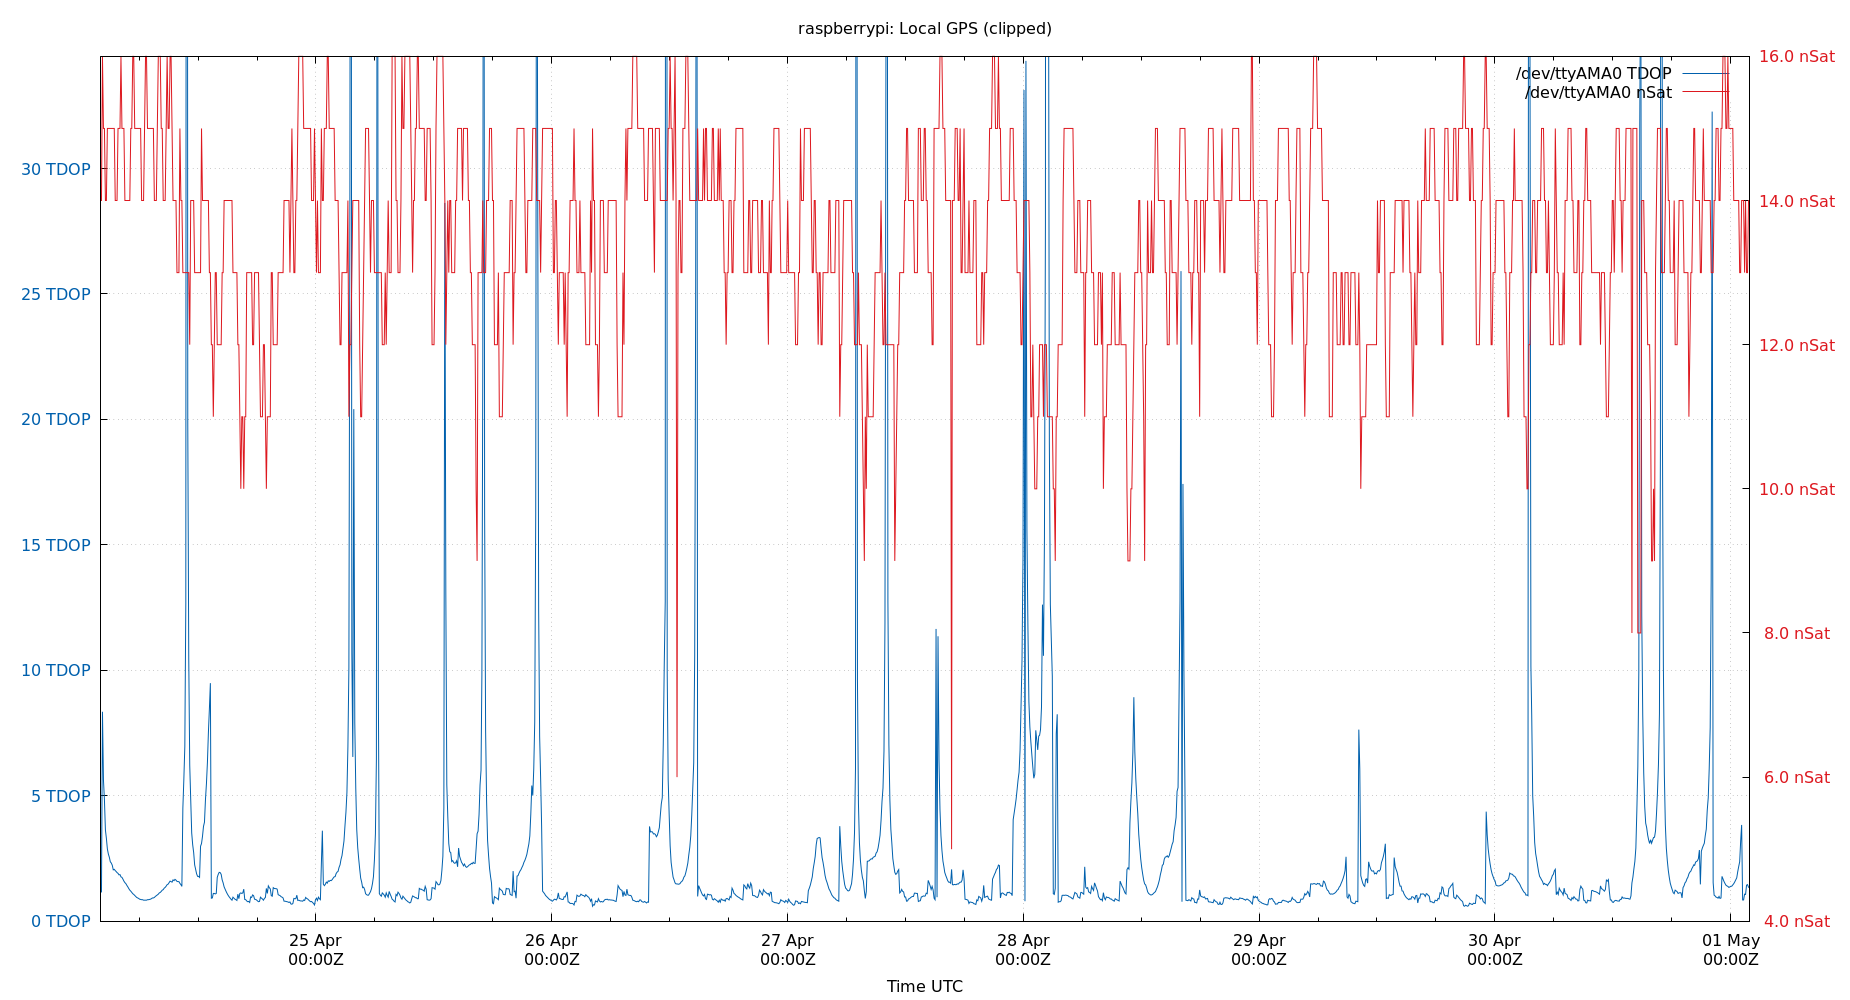 raspberrypi: Local GPS (clipped)
/dev/ttyAMA0 TDOP
/dev/ttyAMA0 nSat
30 TDOP
25 TDOP
20 TDOP
15 TDOP
10 TDOP
5 TDOP
0 TDOP
16.0 nSat
14.0 nSat
12.0 nSat
10.0 nSat
8.0 nSat
6.0 nSat
4.0 nSat
25 Apr
00:00Z
26 Apr
00:00Z
27 Apr
00:00Z
28 Apr
00:00Z
29 Apr
00:00Z
30 Apr
00:00Z
01 May
00:00Z
Time UTC